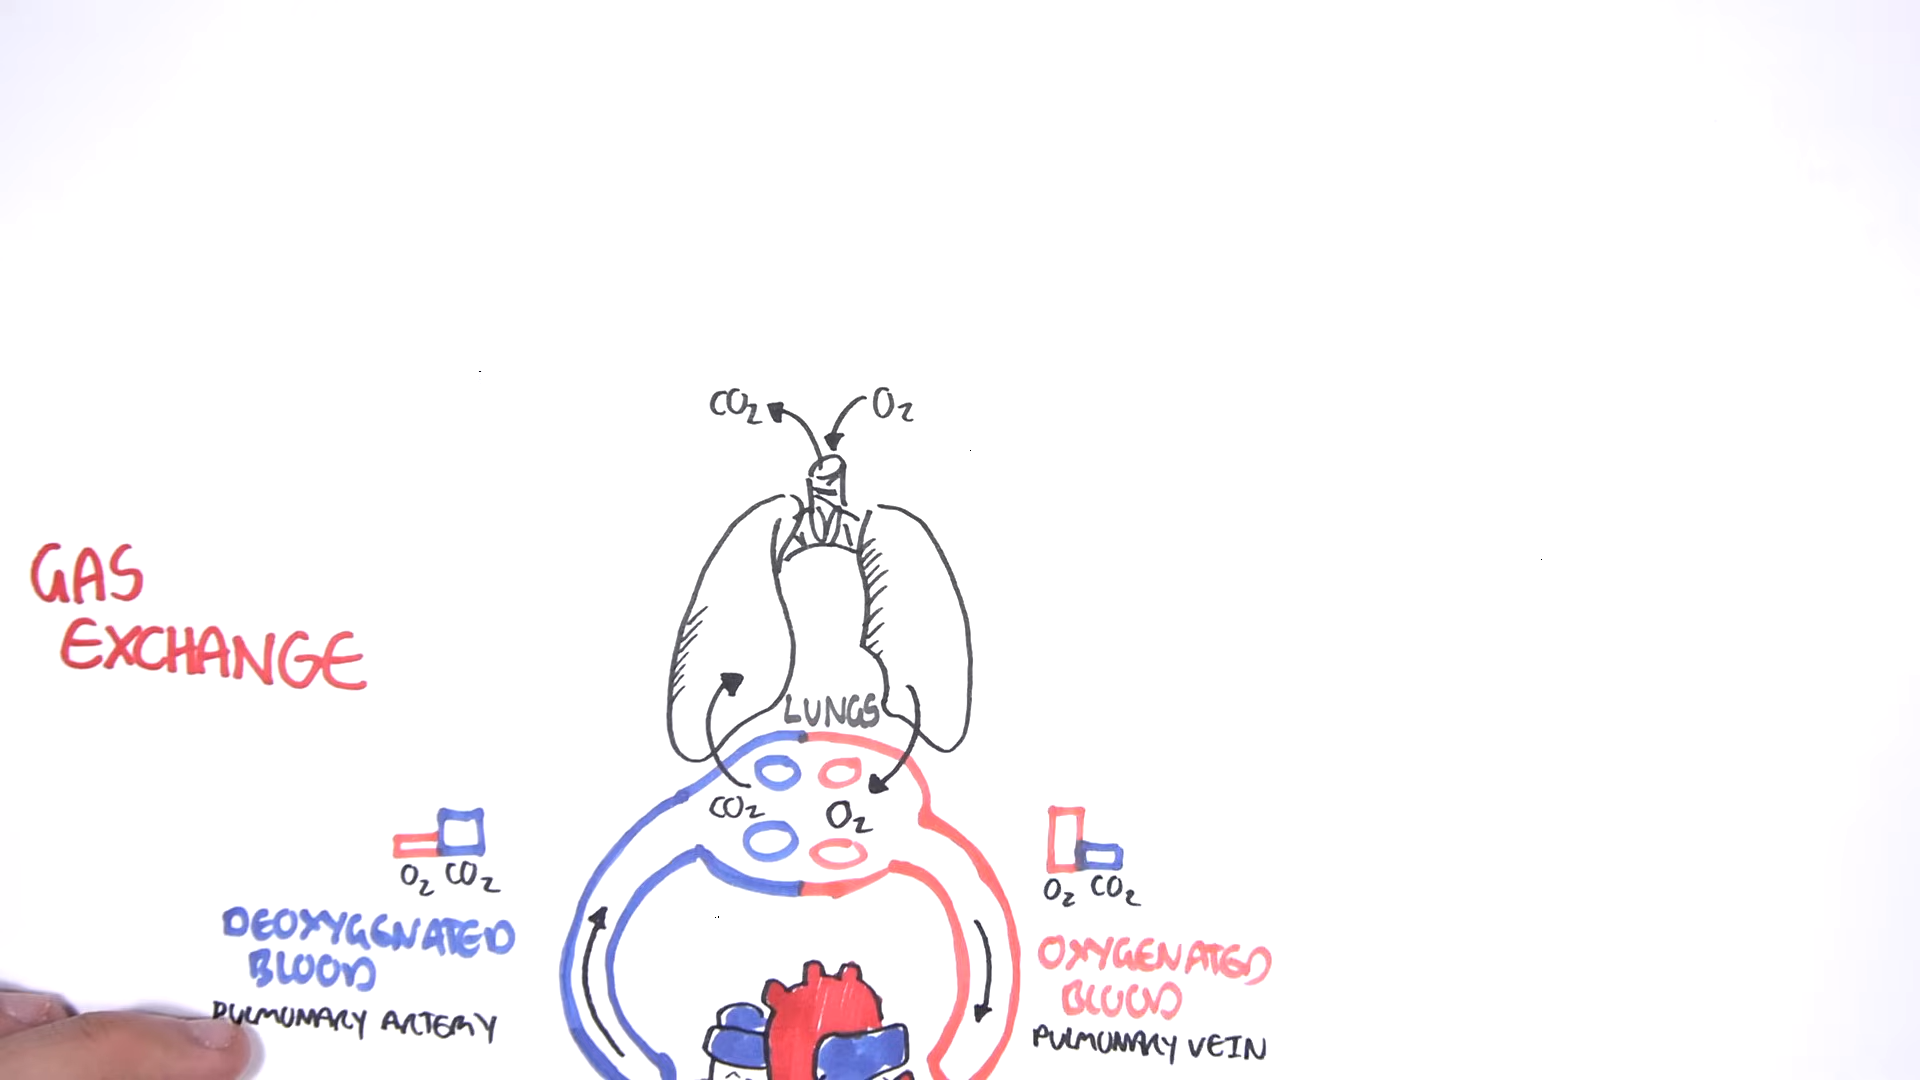 CO2 O2
GAS
EXCHANGE
LUNGS
CO2 O2
O2 CO2
DEOXYGENATED
BLOOD
PULMONARY ARTERY
O2 CO2
OXYGENATED
BLOOD
PULMONARY VEIN